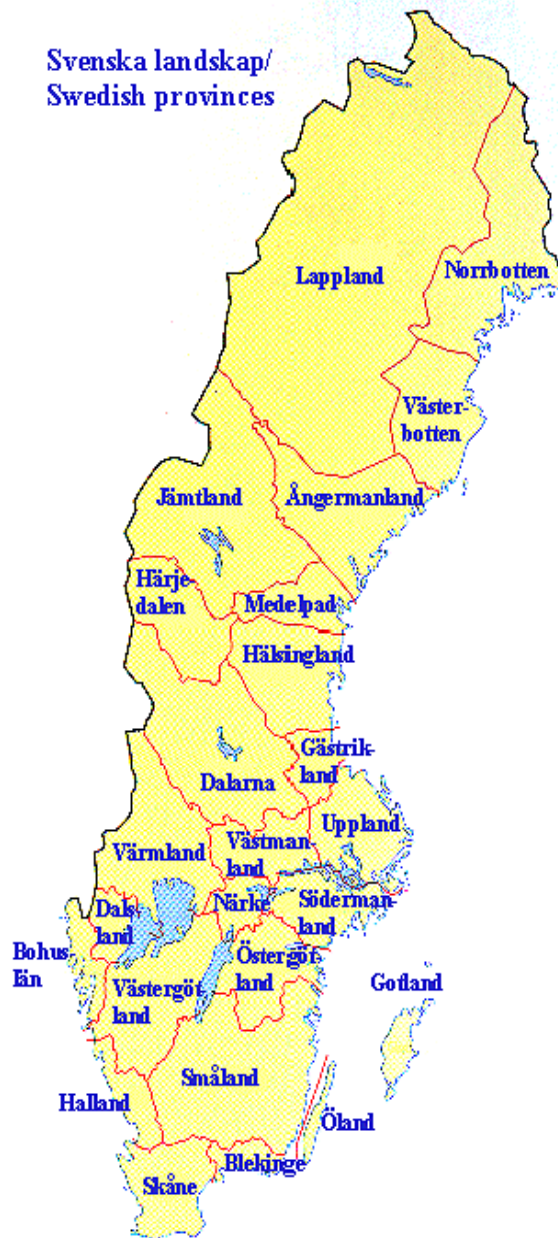 Svenska landskap/
Swedish provinces
Lappland
Norrbotten
Väster-
botten
Jämtland
Ångermanland
Härje-
dalen
Medelpad
Hälsingland
Gästrik-
land
Dalarna
Uppland
Västman
land
Värmland
Dals
land
Närke
Söderman-
land
Bohus
län
Västergöt
land
Östergöt-
land
Gotland
Småland
Halland
Öland
Blekinge
Skåne